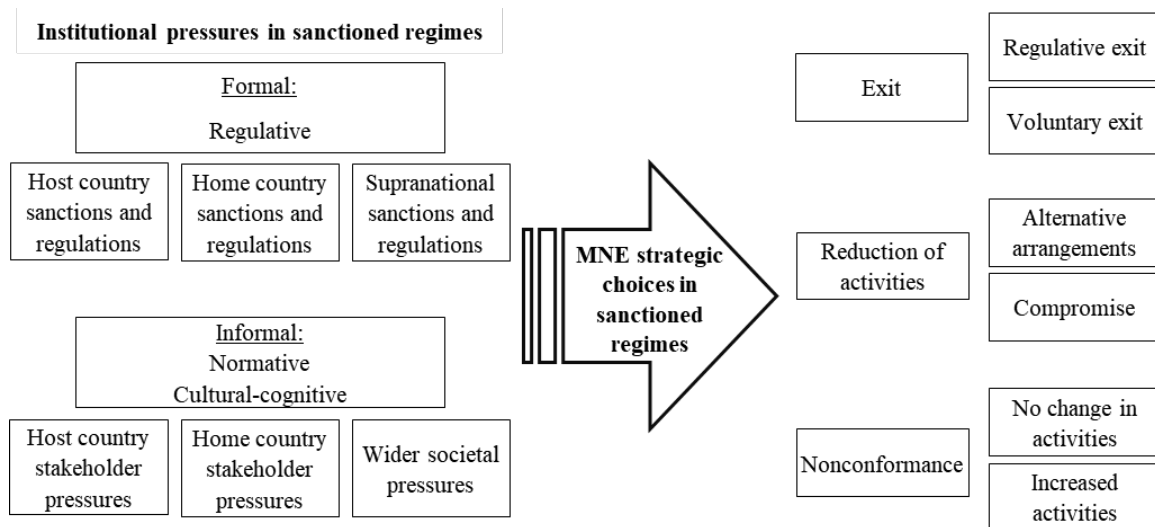 Institutional pressures in sanctioned regimes
Formal:
Regulative
Host country
sanctions and
regulations
Home country
sanctions and
regulations
Supranational
sanctions and
regulations
Informal:
Normative
Cultural-cognitive
Host country
stakeholder
pressures
Home country
stakeholder
pressures
Wider societal
pressures
MNE strategic
choices in
sanctioned
regimes
Exit
Regulative exit
Voluntary exit
Reduction of
activities
Alternative
arrangements
Compromise
Nonconformance
No change in
activities
Increased
activities